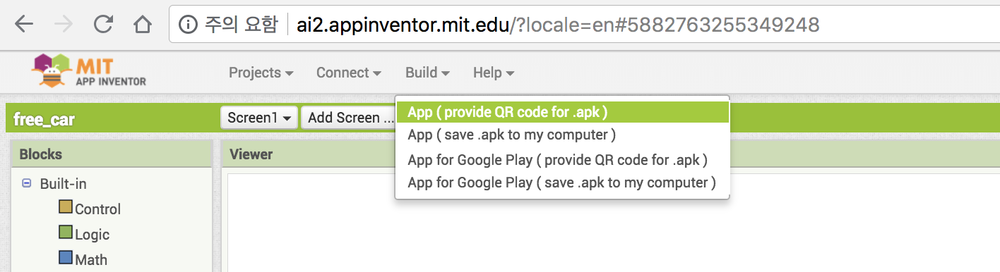 주의 요함 ai2.appinventor.mit.edu/?locale=en#5882763255349248
MIT
APP INVENTOR
Projects Connect Build Help
free_car Screen1 Add Screen ...
App ( provide QR code for .apk )
App ( save .apk to my computer )
App for Google Play ( provide QR code for .apk )
App for Google Play ( save .apk to my computer )
Blocks
Viewer
Built-in
Control
Logic
Math